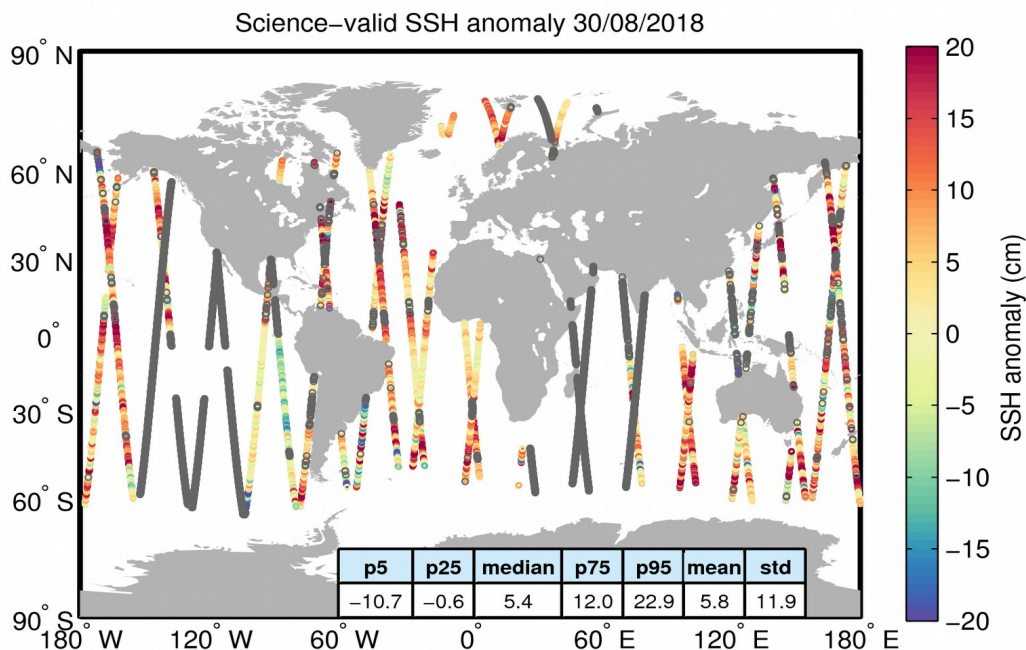 Science−valid SSH anomaly 30/08/2018
90° N
60° N
30° N
0°
30° S
60° S
90° S
180° W
120° W
60° W
0°
60° E
120° E
180° E
p5 p25 median p75 p95 mean std
−10.7 −0.6 5.4 12.0 22.9 5.8 11.9
20
15
10
5
0
−5
−10
−15
−20
SSH anomaly (cm)